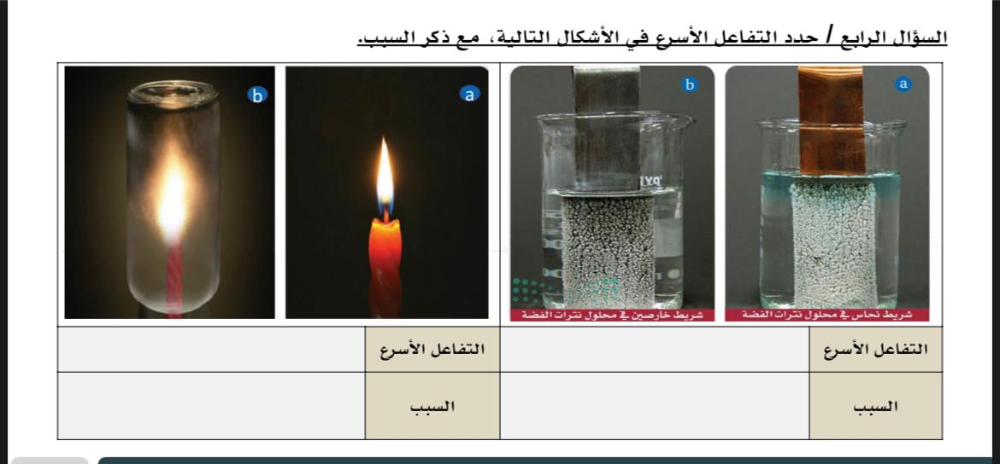 السؤال الرابع / حدد التفاعل الأسرع في الأشكال التالية، مع ذكر السبب.
a
b
a
b
شريط نحاس في محلول نترات الفضة
شريط خارصين في محلول نترات الفضة
التفاعل الأسرع
التفاعل الأسرع
السبب
السبب